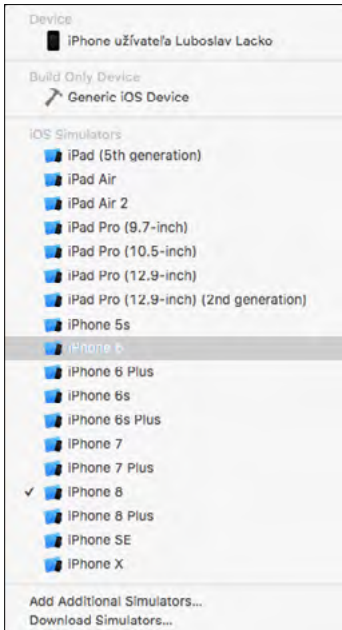 Device
iPhone užívateľa Luboslav Lacko
Build Only Device
Generic iOS Device
iOS Simulators
iPad (5th generation)
iPad Air
iPad Air 2
iPad Pro (9.7-inch)
iPad Pro (10.5-inch)
iPad Pro (12.9-inch)
iPad Pro (12.9-inch) (2nd generation)
iPhone 5s
iPhone 6
iPhone 6 Plus
iPhone 6s
iPhone 6s Plus
iPhone 7
iPhone 7 Plus
✓ iPhone 8
iPhone 8 Plus
iPhone SE
iPhone X
Add Additional Simulators...
Download Simulators...